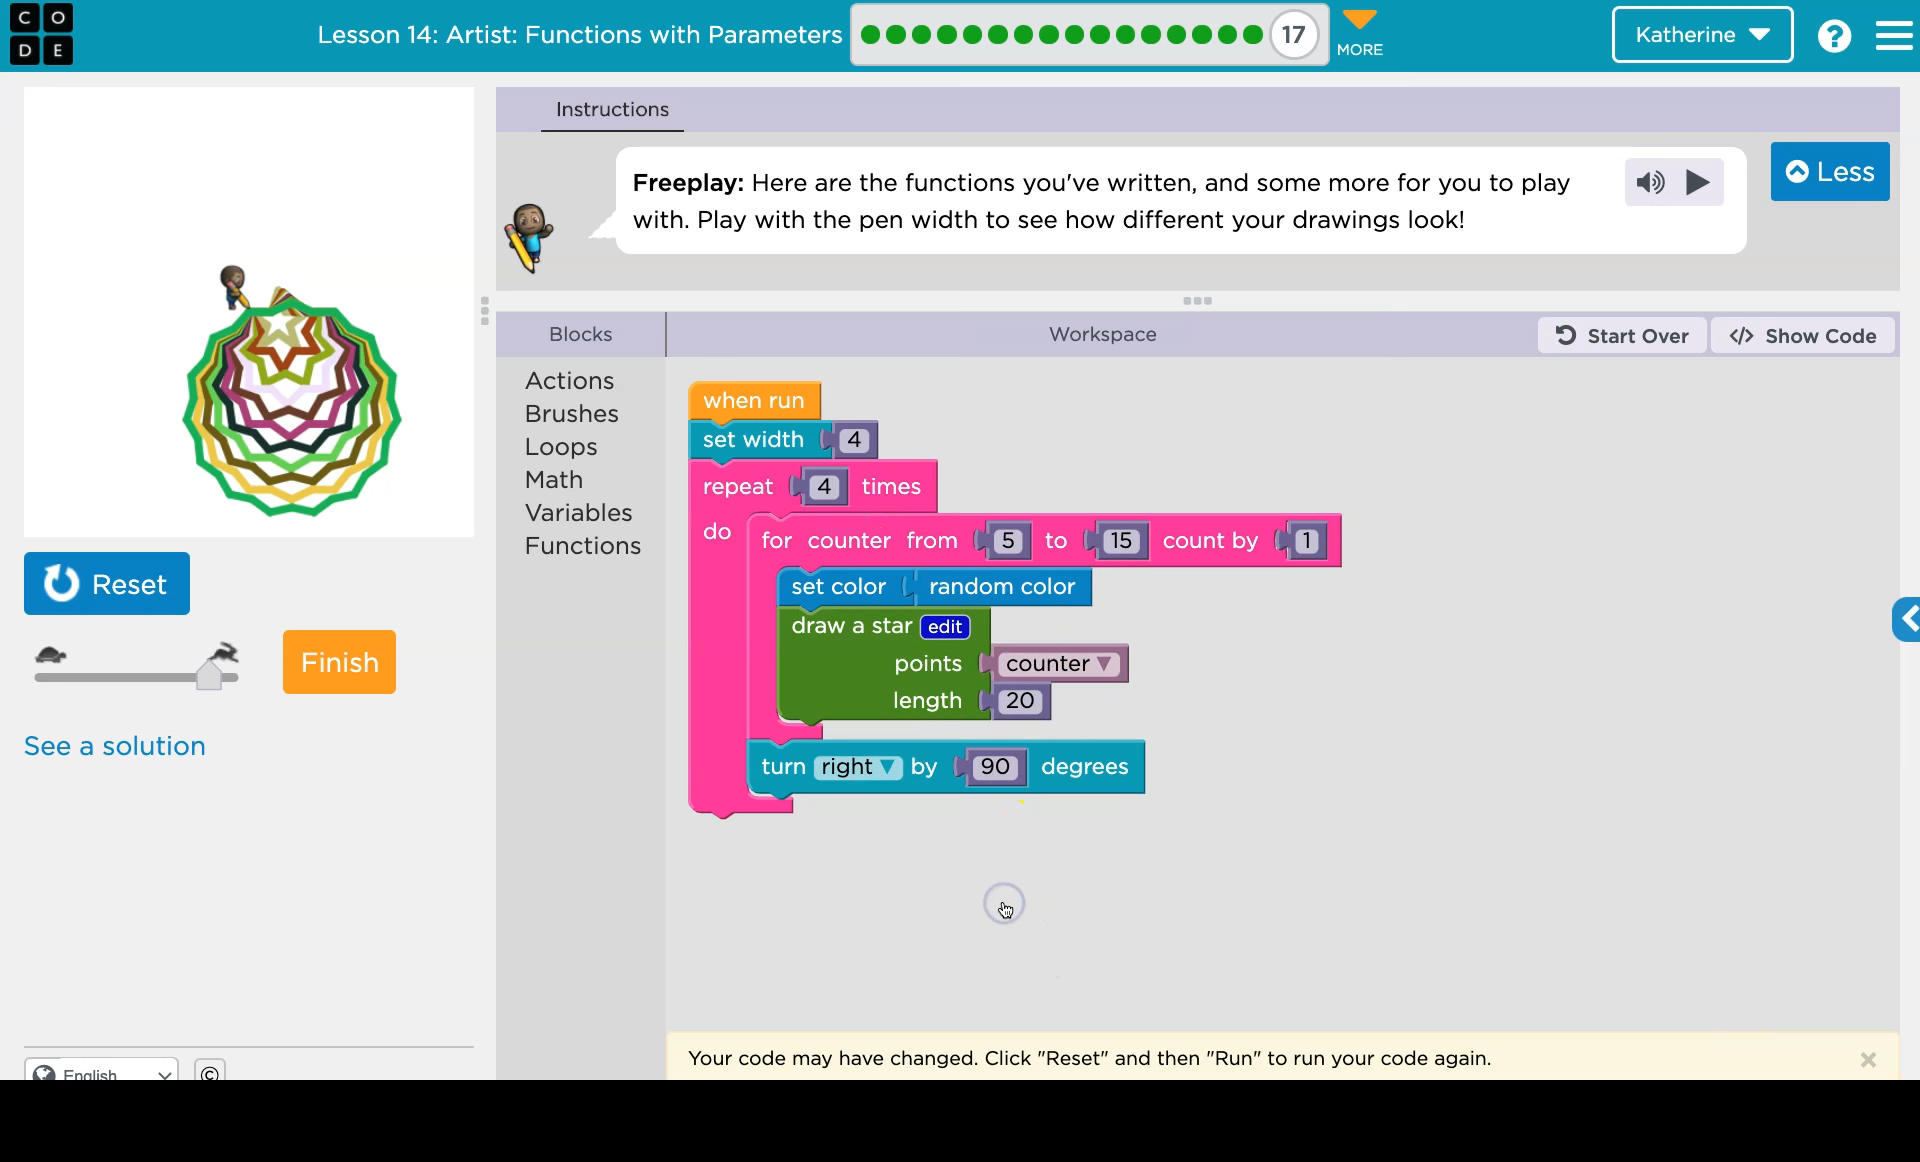 C O
D E
Lesson 14: Artist: Functions with Parameters
17
MORE
Katherine
?
Instructions
Freeplay: Here are the functions you've written, and some more for you to play
with. Play with the pen width to see how different your drawings look!
Less
Blocks
Workspace
Start Over
</> Show Code
Actions
Brushes
Loops
Math
Variables
Functions
when run
set width 4
repeat 4 times
do
for counter from 5 to 15 count by 1
set color random color
draw a star edit
points counter
length 20
turn right by 90 degrees
Reset
Finish
See a solution
English
©
Your code may have changed. Click "Reset" and then "Run" to run your code again.